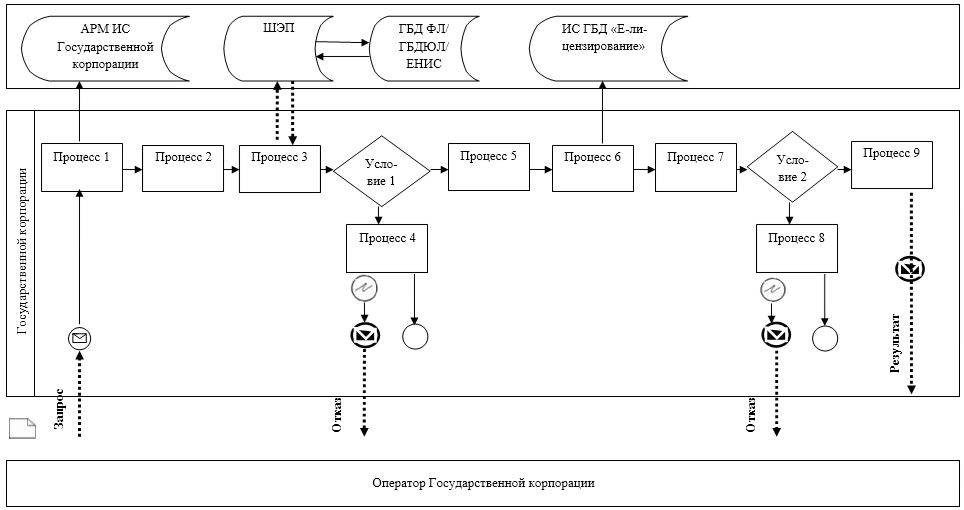 АРМ ИС
Государственной
корпорации
ШЭП
ГБД ФЛ/
ГБДЮЛ/
ЕНИС
ИС ГБД «Е-ли-
цензирование»
Государственной корпорации
Процесс 1
Процесс 2
Процесс 3
Усло-
вие 1
Процесс 5
Процесс 6
Процесс 7
Усло-
вие 2
Процесс 9
Процесс 4
Процесс 8
Запрос
Отказ
Отказ
Результат
Оператор Государственной корпорации